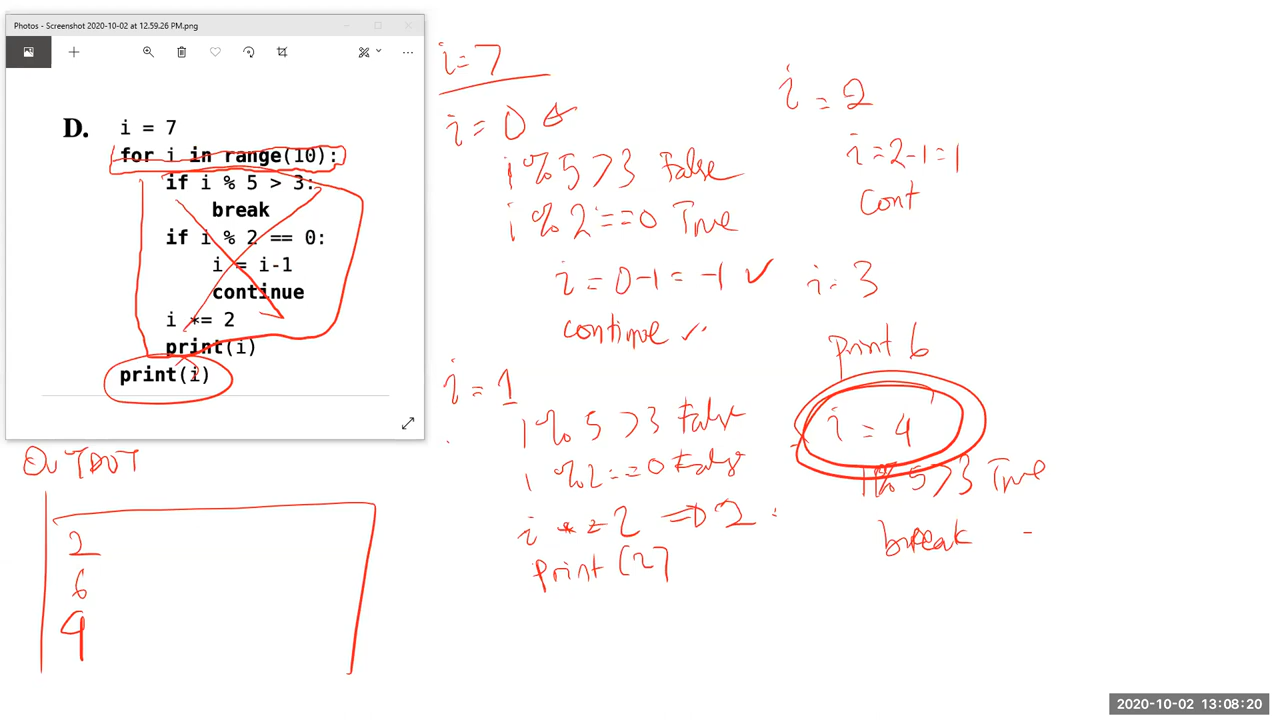 Photos - Screenshot 2020-10-02 at 12.59.26 PM.png
D. i = 7
for i in range(10):
if i % 5 > 3:
break
if i % 2 == 0:
i = i-1
continue
i *= 2
print(i)
print(i)
OUTPUT
2
6
4
i = 7
i = 0
i % 5 > 3 False
i % 2 == 0 True
i = 0-1 = -1 ✓
continue ✓
i = 1
1 % 5 > 3 False
1 % 2 == 0 False
i *= 2 => 2
print (2)
i = 2
i = 2-1 = 1
Cont
i = 3
print 6
i = 4
i % 5 > 3 True
break
2020-10-02 13:08:20